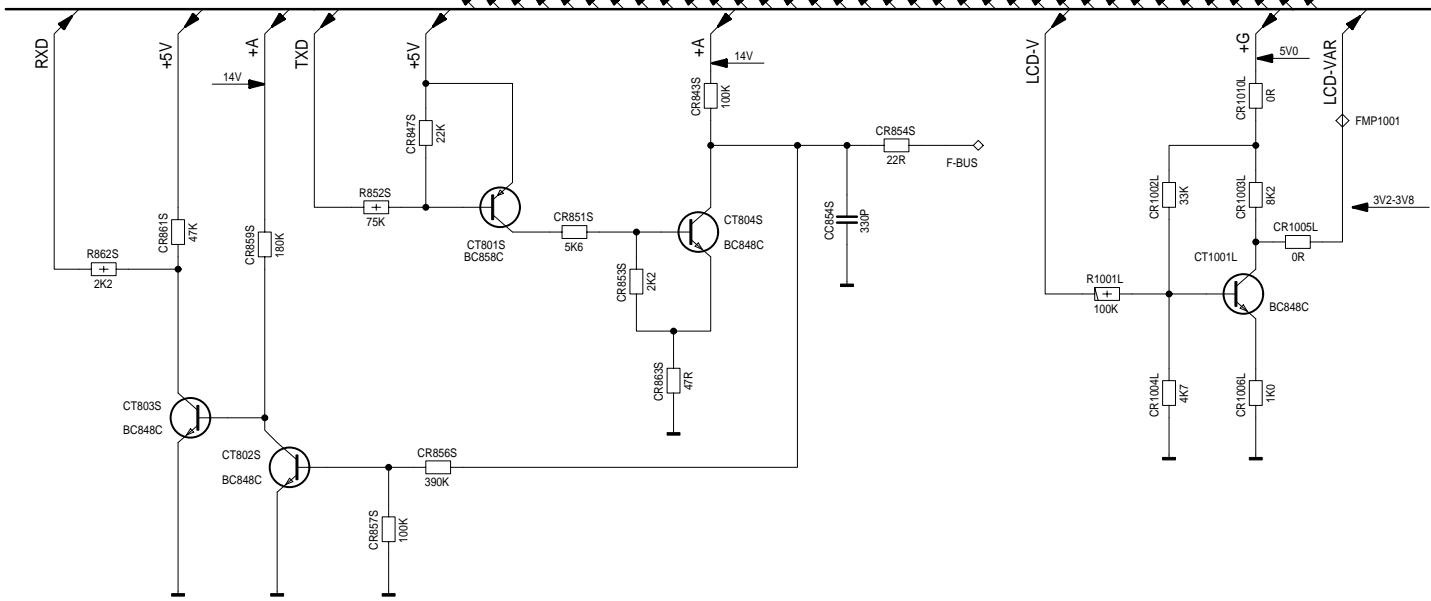 RXD
+5V
+A
TXD
+5V
+A
LCD-V
+G
LCD-VAR
14V
14V
5V0
CR847S
22K
CR843S
100K
CR1010L
0R
FMP1001
CR854S
22R
F-BUS
R852S
75K
CR1002L
33K
CR1003L
8K2
3V2-3V8
CR861S
47K
CR859S
180K
CT801S
BC858C
CR851S
5K6
CT804S
BC848C
CC854S
330P
CR1005L
0R
R862S
2K2
CR853S
2K2
CT1001L
BC848C
R1001L
100K
CR863S
47R
CR1004L
4K7
CR1006L
1K0
CT803S
BC848C
CT802S
BC848C
CR856S
390K
CR857S
100K